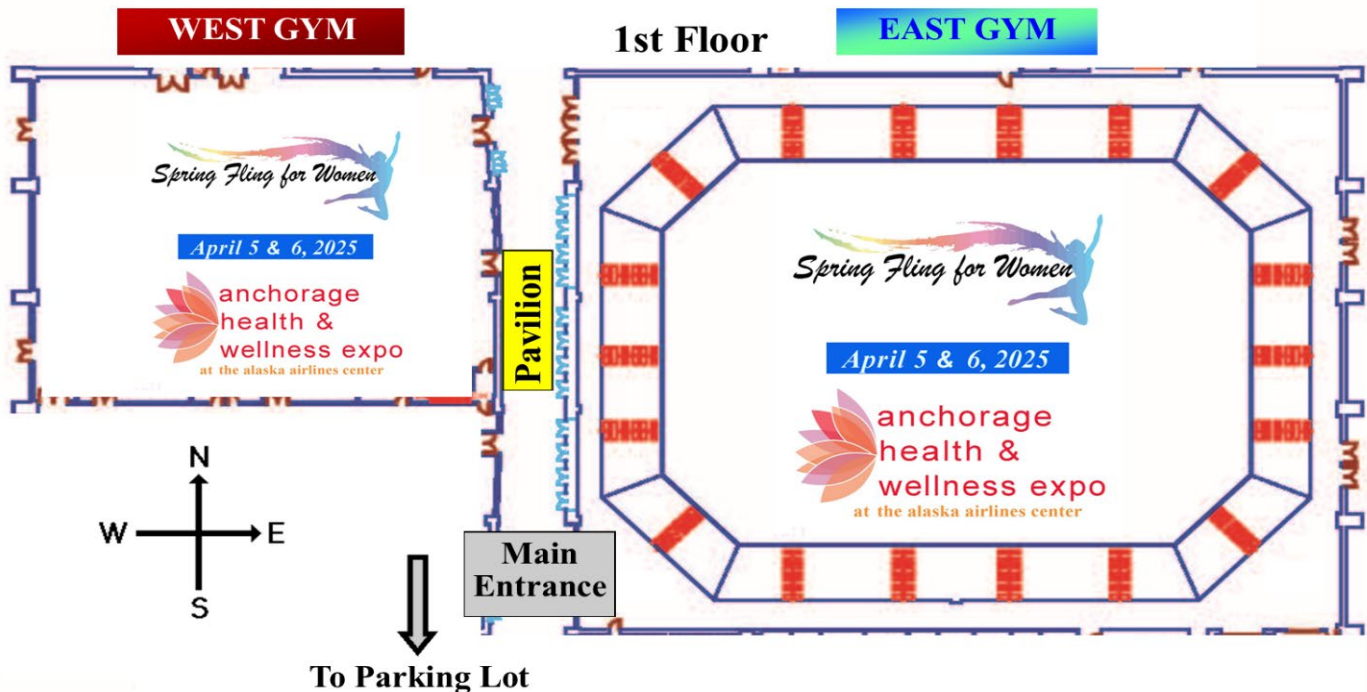 WEST GYM
1st Floor
EAST GYM
Spring Fling for Women
April 5 & 6, 2025
anchorage
health &
wellness expo
at the alaska airlines center
Pavilion
Spring Fling for Women
April 5 & 6, 2025
anchorage
health &
wellness expo
at the alaska airlines center
N
W
E
S
Main
Entrance
To Parking Lot